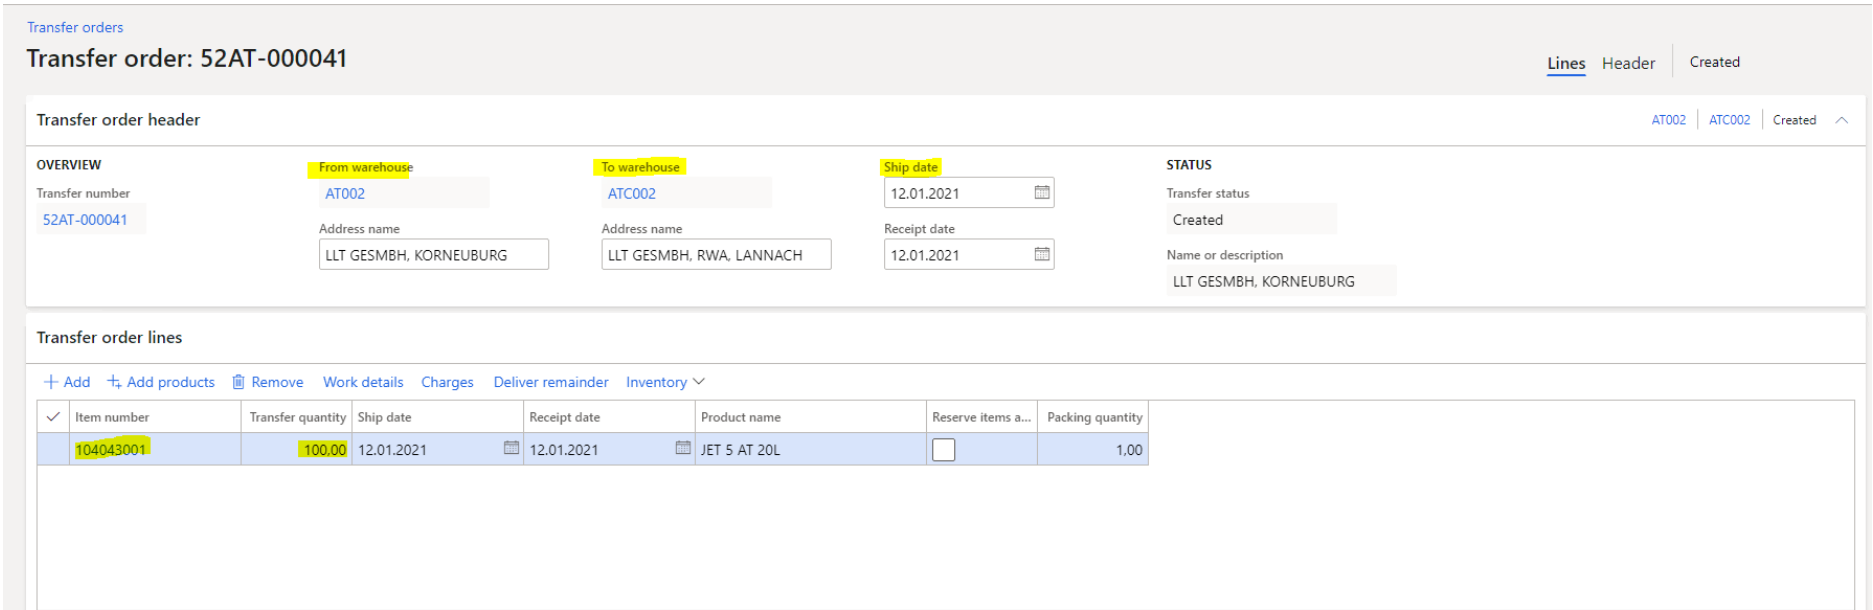 Transfer orders
Transfer order: 52AT-000041
Lines Header Created
Transfer order header
AT002 ATC002 Created
OVERVIEW
Transfer number
52AT-000041
From warehouse
AT002
Address name
LLT GESMBH, KORNEUBURG
To warehouse
ATC002
Address name
LLT GESMBH, RWA, LANNACH
Ship date
12.01.2021
Receipt date
12.01.2021
STATUS
Transfer status
Created
Name or description
LLT GESMBH, KORNEUBURG
Transfer order lines
Add Add products Remove Work details Charges Deliver remainder Inventory
Item number Transfer quantity Ship date Receipt date Product name Reserve items a... Packing quantity
104043001 100,00 12.01.2021 12.01.2021 JET 5 AT 20L 1,00